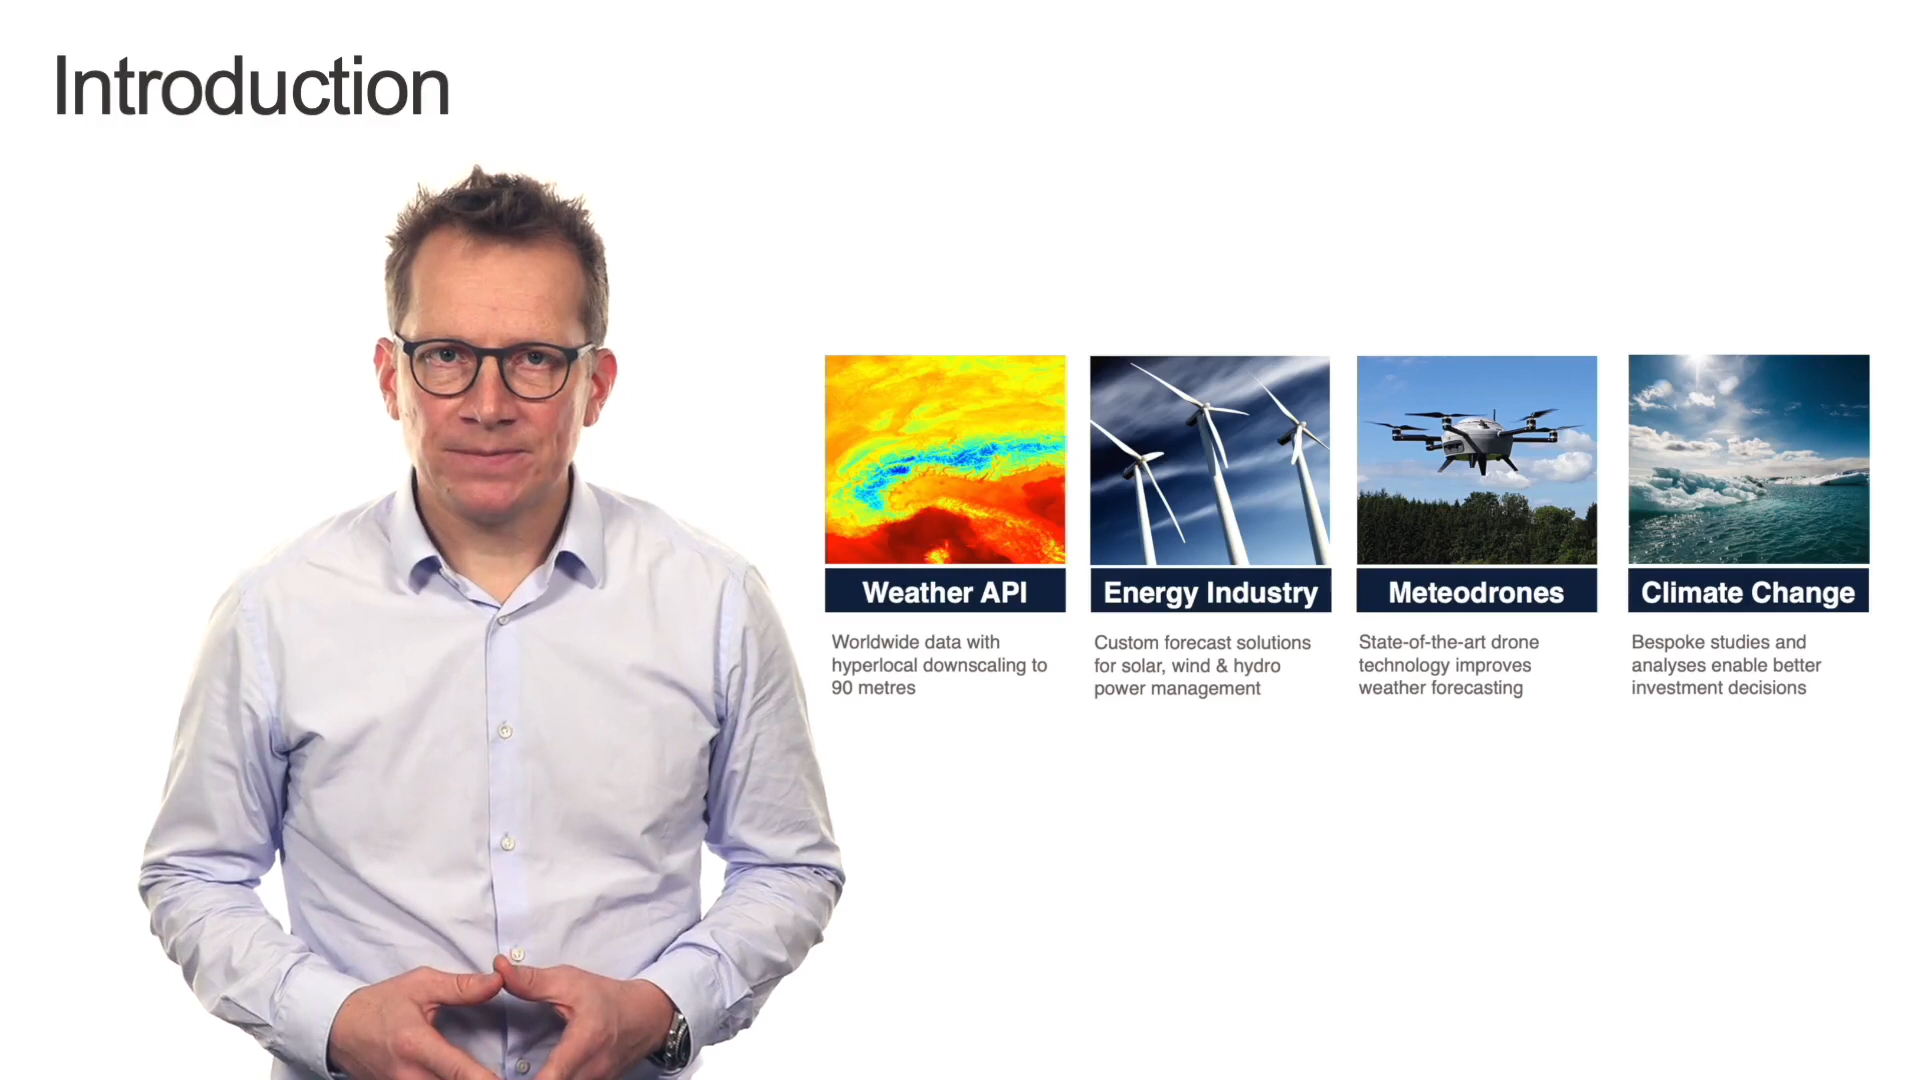 Introduction
Weather API
Worldwide data with
hyperlocal downscaling to
90 metres
Energy Industry
Custom forecast solutions
for solar, wind & hydro
power management
Meteodrones
State-of-the-art drone
technology improves
weather forecasting
Climate Change
Bespoke studies and
analyses enable better
investment decisions